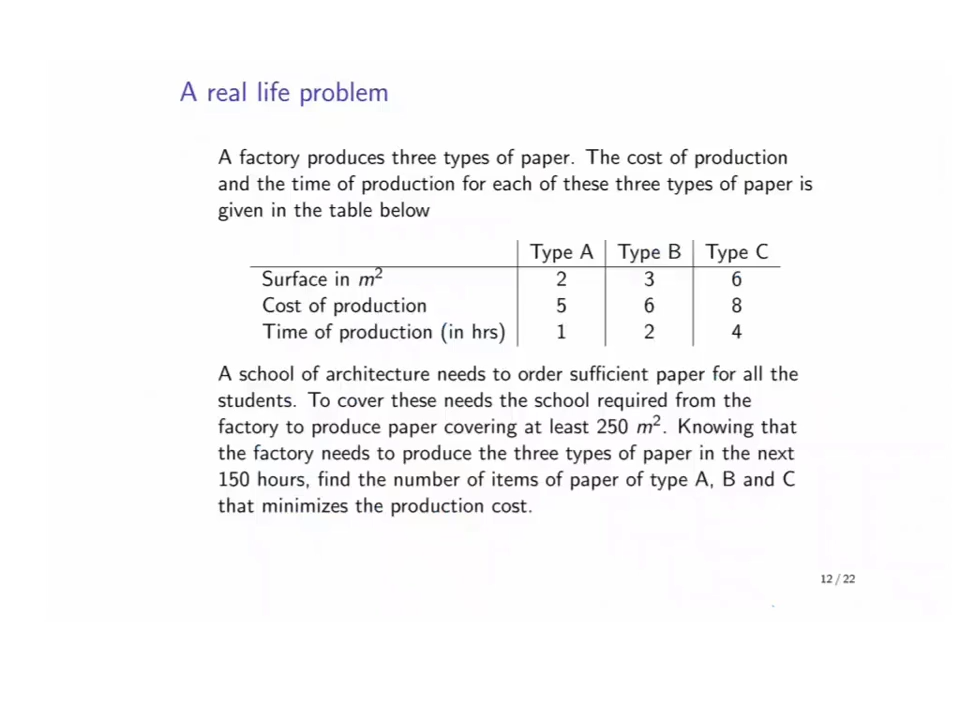 A real life problem
A factory produces three types of paper. The cost of production
and the time of production for each of these three types of paper is
given in the table below
Type A Type B Type C
Surface in m² 2 3 6
Cost of production 5 6 8
Time of production (in hrs) 1 2 4
A school of architecture needs to order sufficient paper for all the
students. To cover these needs the school required from the
factory to produce paper covering at least 250 m². Knowing that
the factory needs to produce the three types of paper in the next
150 hours, find the number of items of paper of type A, B and C
that minimizes the production cost.
12 / 22